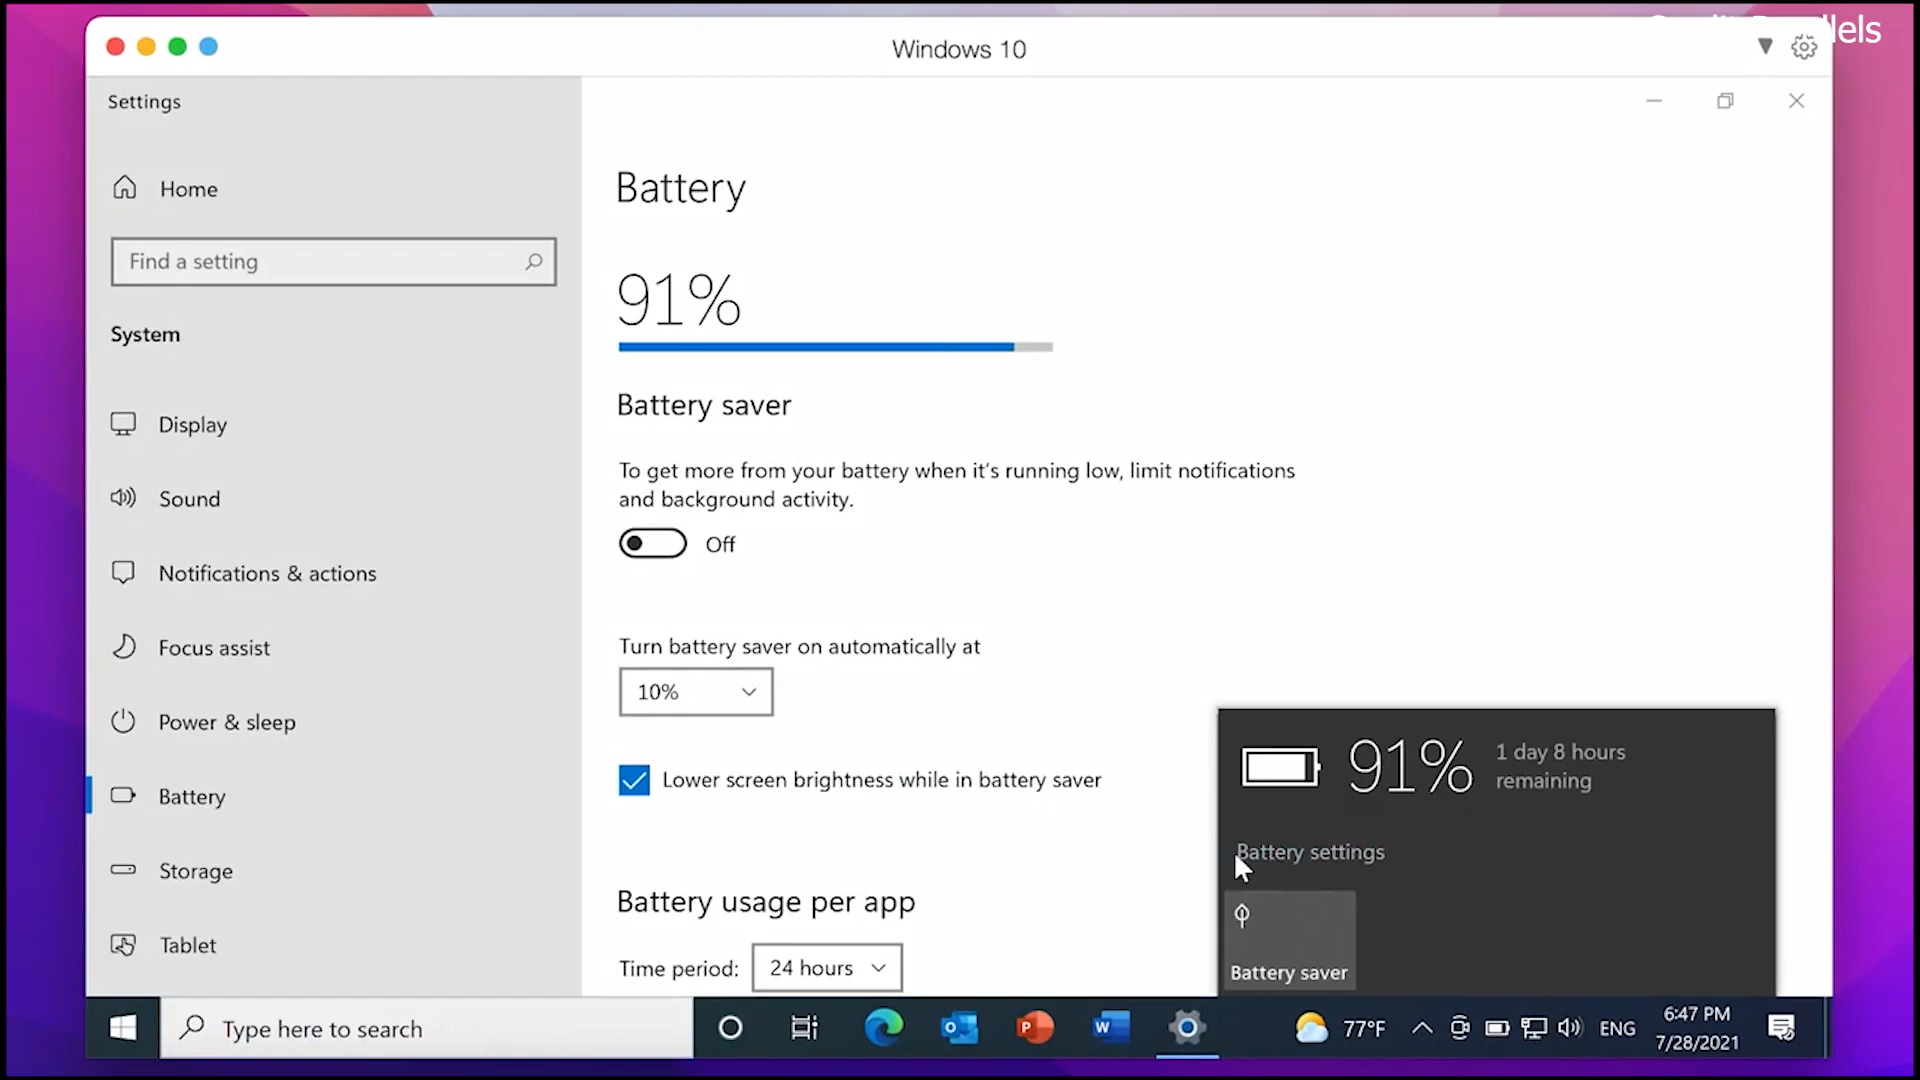 lels
Windows 10
Settings
Home
Find a setting
System
Display
Sound
Notifications & actions
Focus assist
Power & sleep
Battery
Storage
Tablet
Battery
91%
Battery saver
To get more from your battery when it's running low, limit notifications
and background activity.
Off
Turn battery saver on automatically at
10%
Lower screen brightness while in battery saver
Battery usage per app
Time period: 24 hours
91%
1 day 8 hours
remaining
Battery settings
Battery saver
Type here to search
77°F
ENG
6:47 PM
7/28/2021